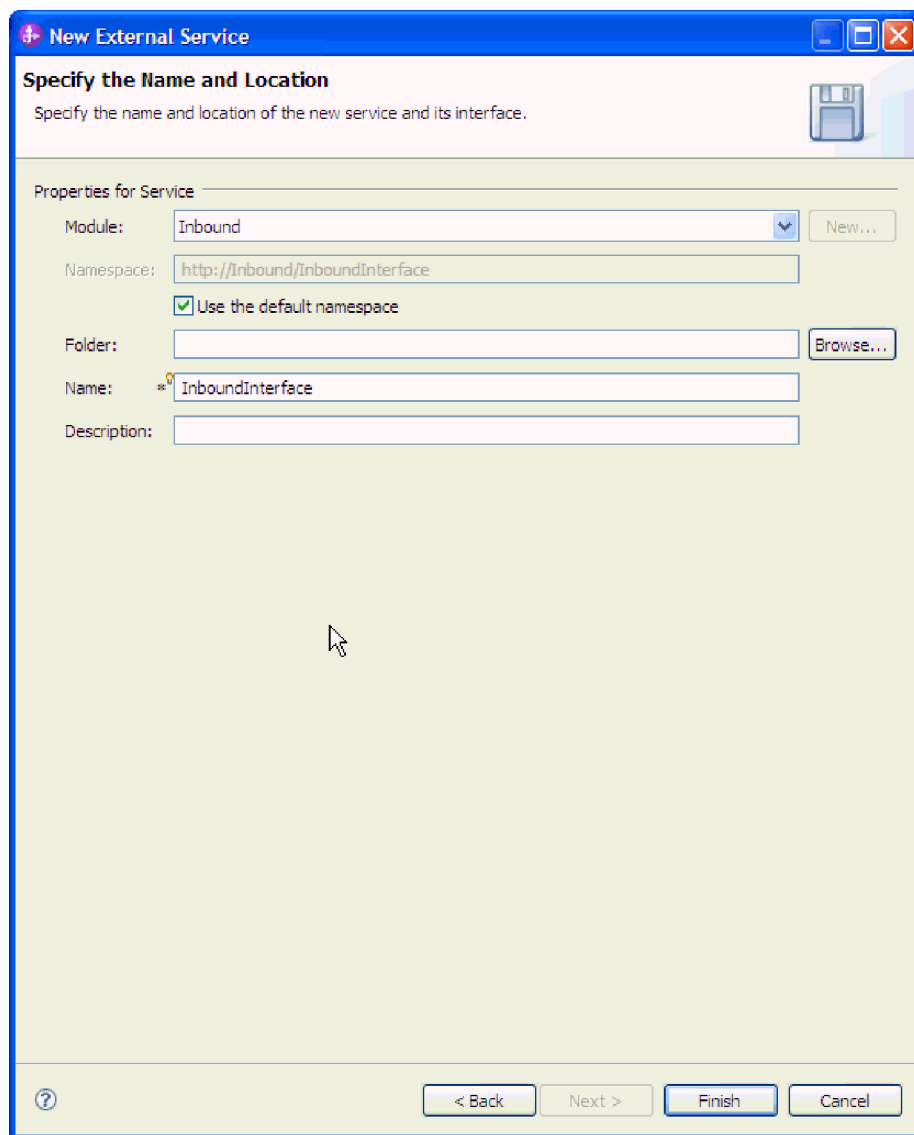 New External Service
Specify the Name and Location
Specify the name and location of the new service and its interface.
Properties for Service
Module: Inbound New...
Namespace: http://Inbound/InboundInterface
Use the default namespace
Folder: Browse...
Name: * InboundInterface
Description:
? < Back Next > Finish Cancel